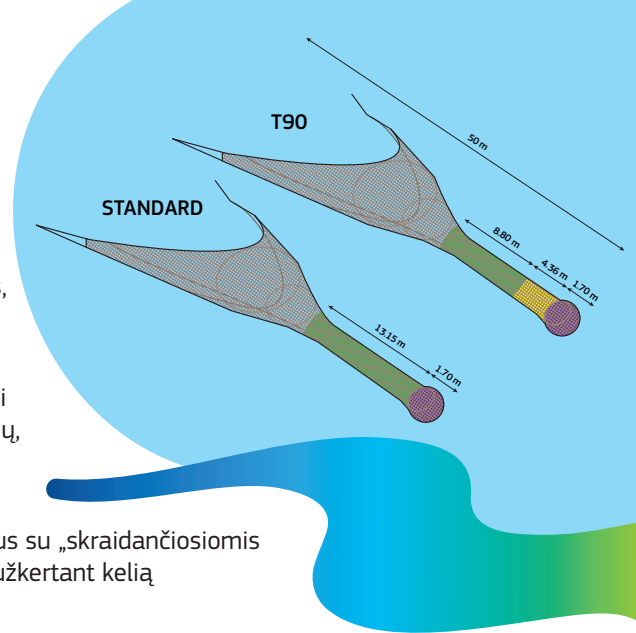 T90
50 m
STANDARD
8.80 m
4.36 m
1.70 m
13.15 m
1.70 m
i
ų,
us su „skraidančiosiomis
užkertant kelią